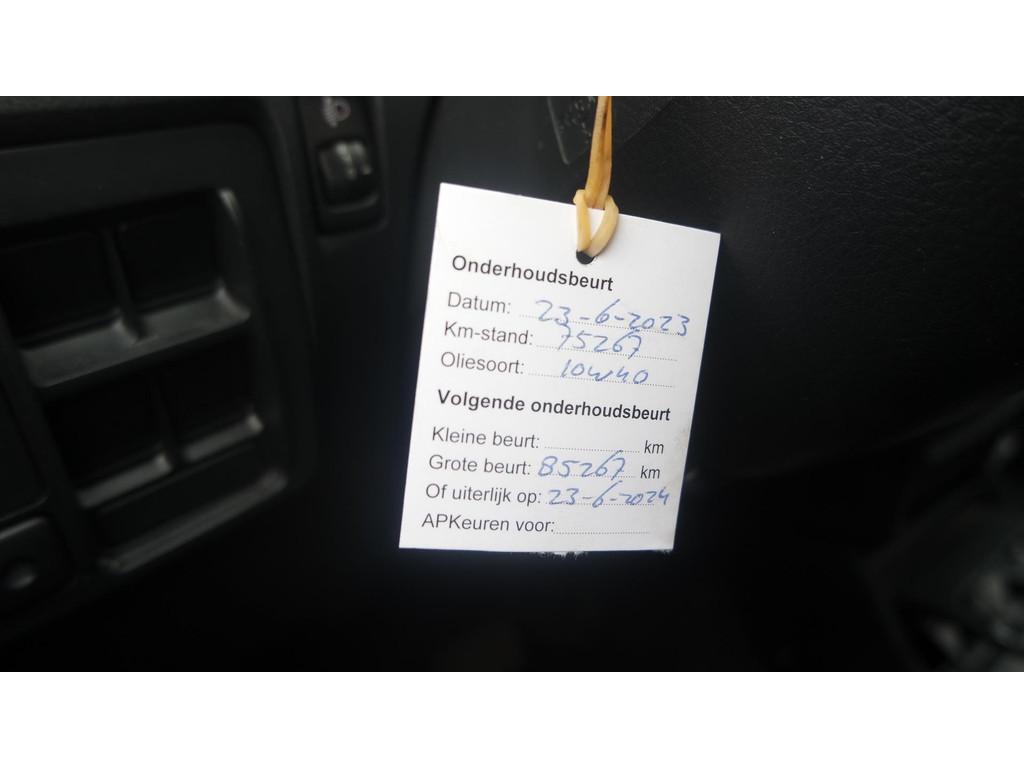 Onderhoudsbeurt
Datum: 23-6-2023
Km-stand: 75267
Oliesoort: 10W40
Volgende onderhoudsbeurt
Kleine beurt: km
Grote beurt: 85267 km
Of uiterlijk op: 23-6-2024
APKeuren voor: